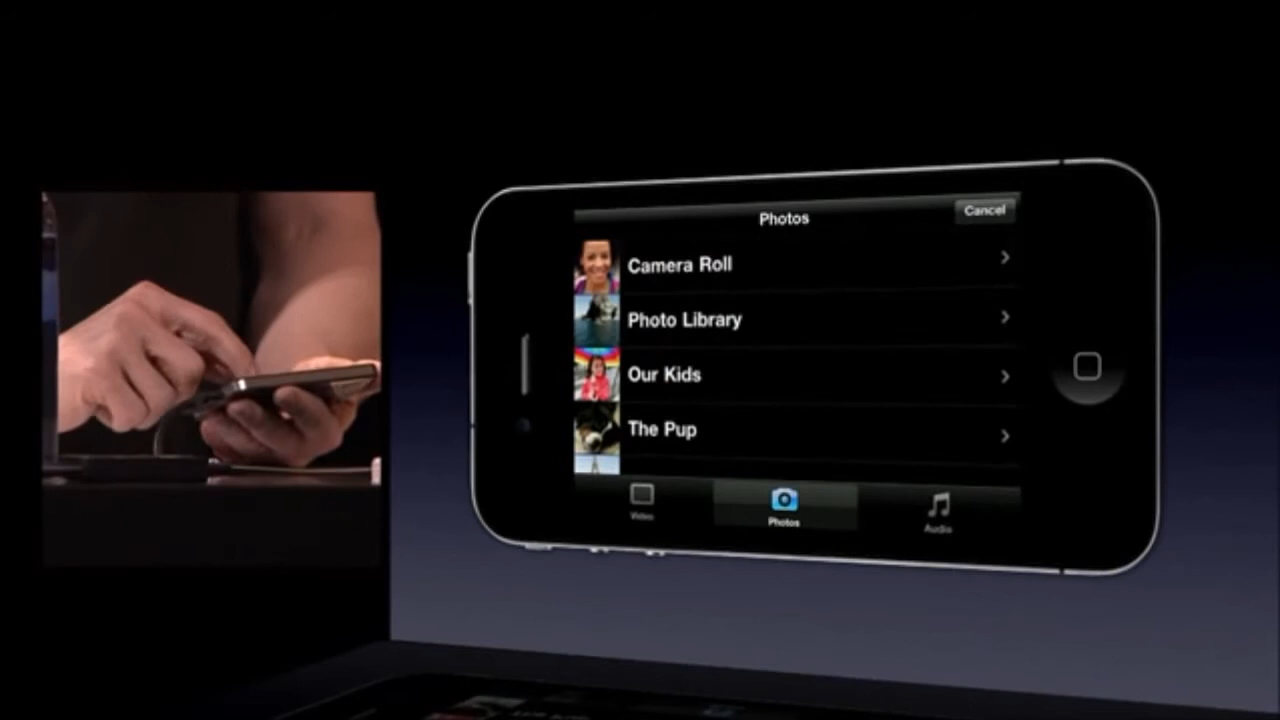 Photos
Cancel
Camera Roll
Photo Library
Our Kids
The Pup
Video
Photos
Audio